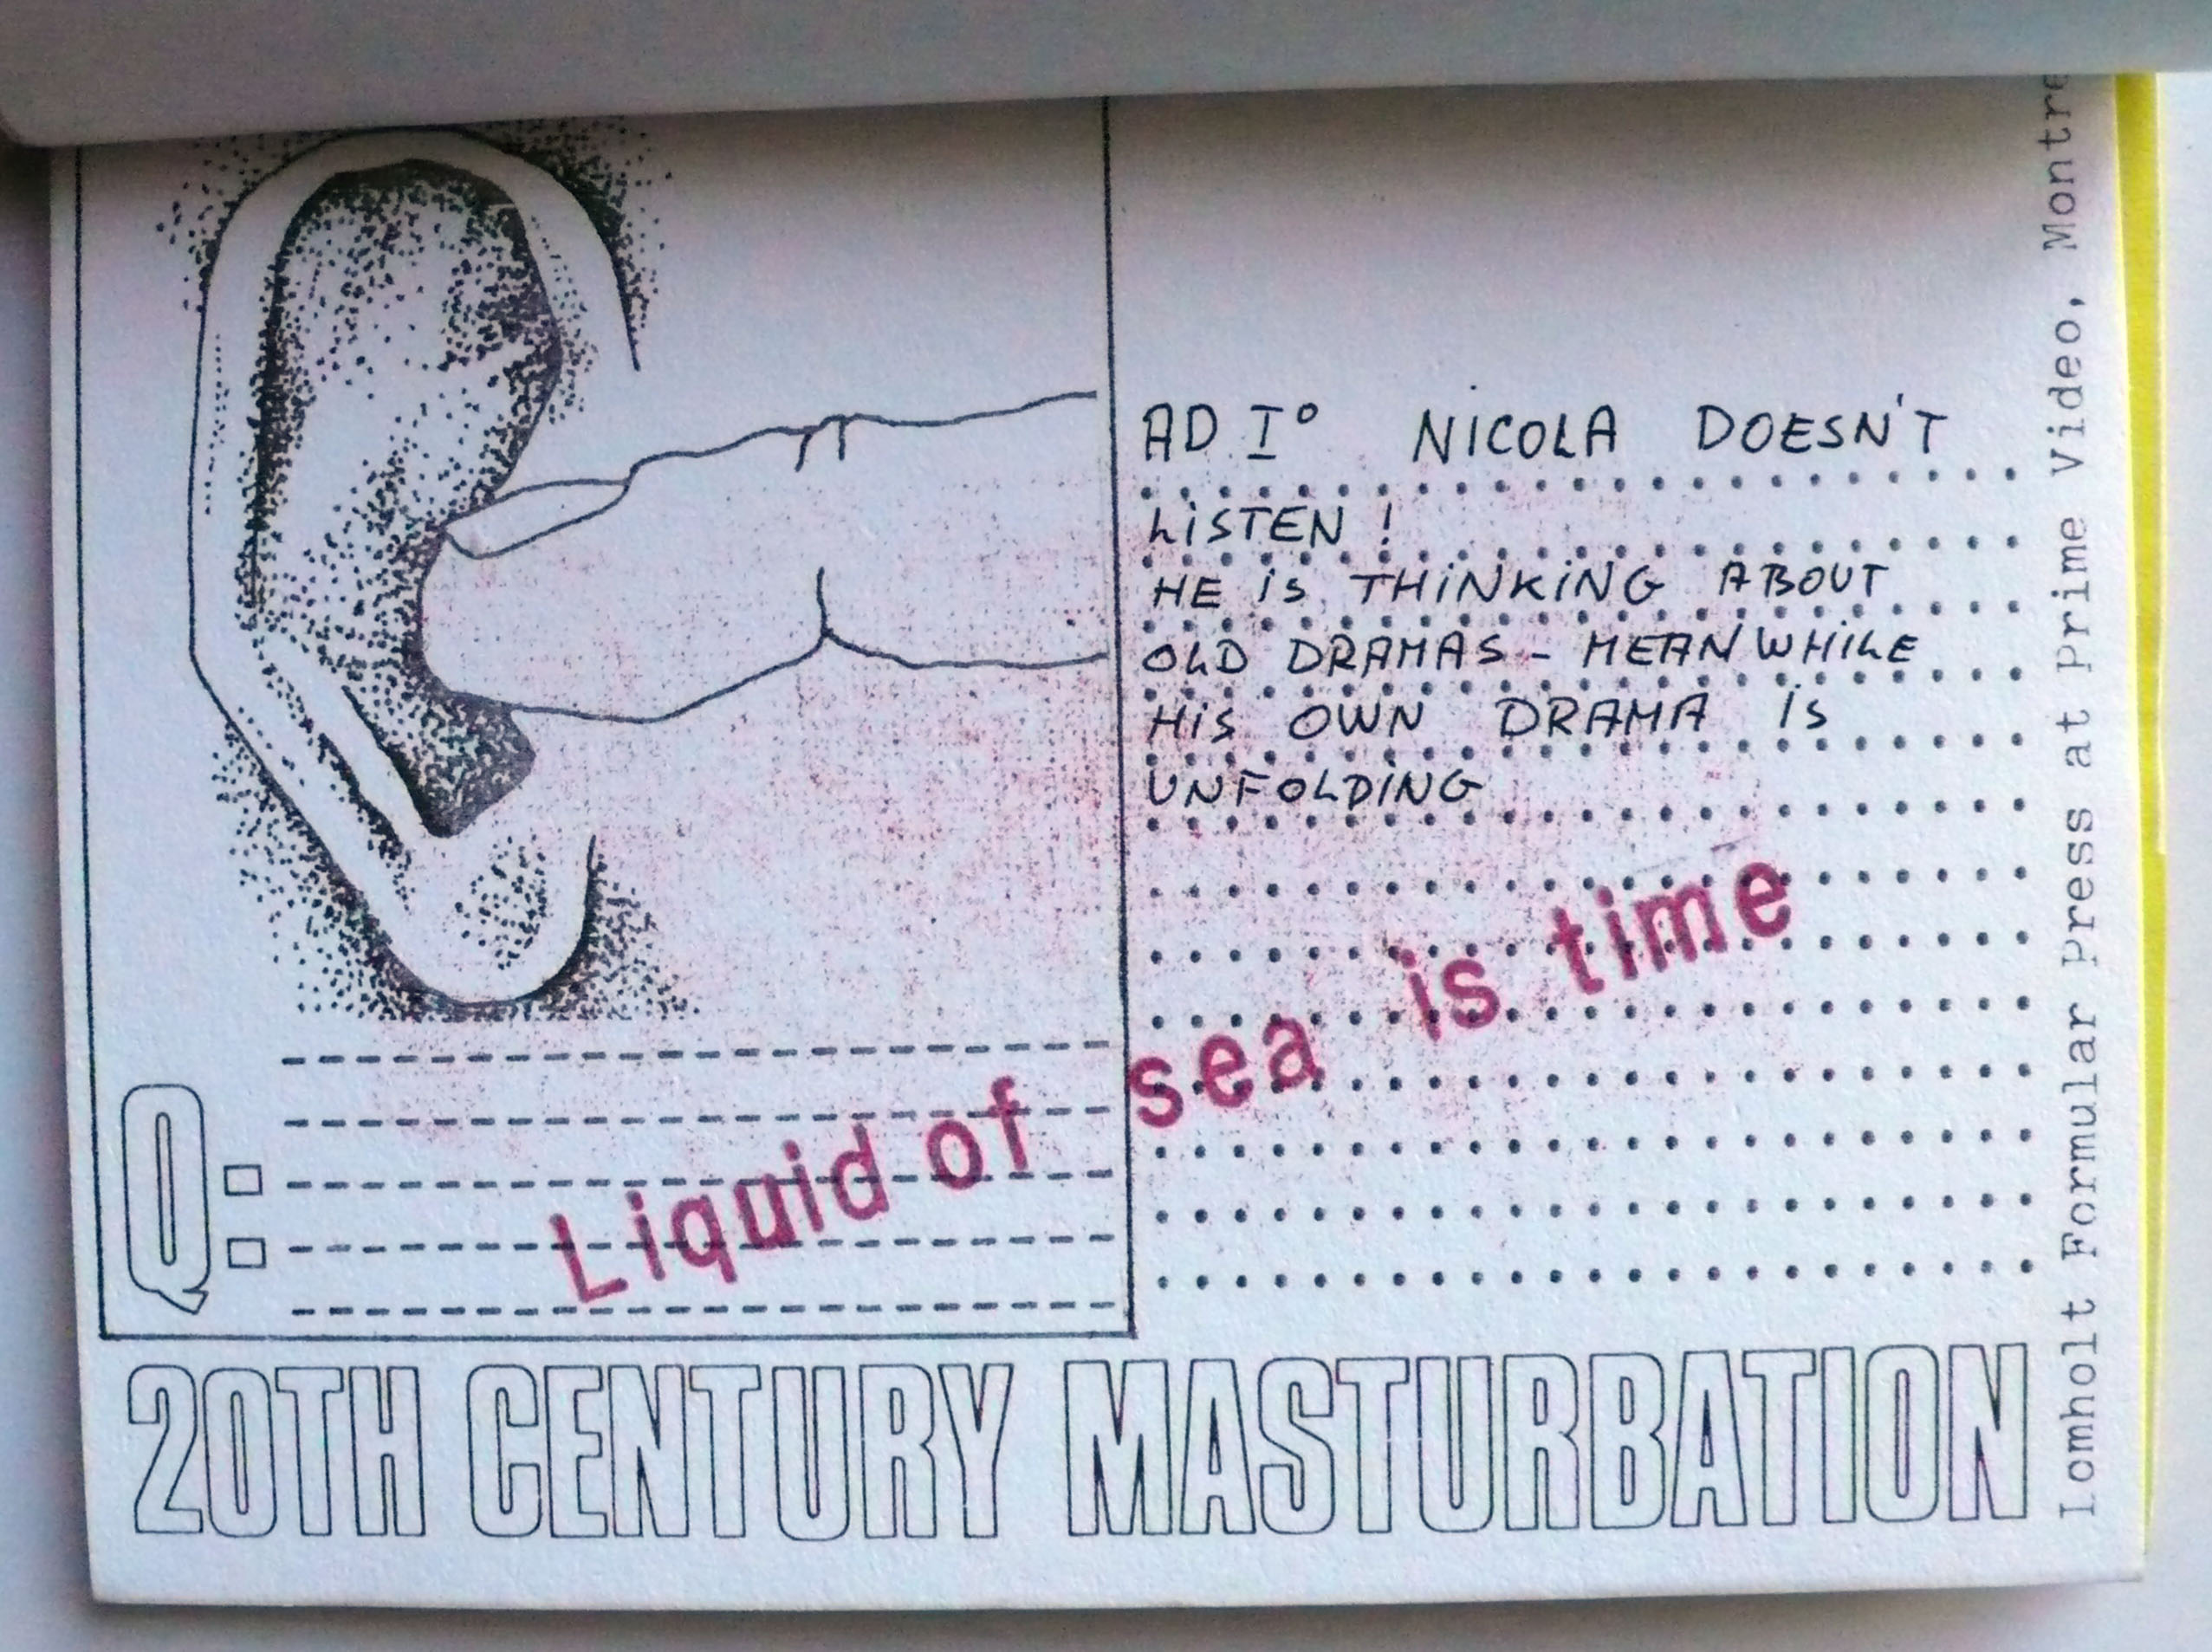 AD I° NICOLA DOESN'T
LISTEN!
HE IS THINKING ABOUT
OLD DRAMAS - MEANWHILE
HIS OWN DRAMA IS
UNFOLDING
Liquid of sea is time
Q
20TH CENTURY MASTURBATION
Lomholt Formular Press at Prime Video, Montre